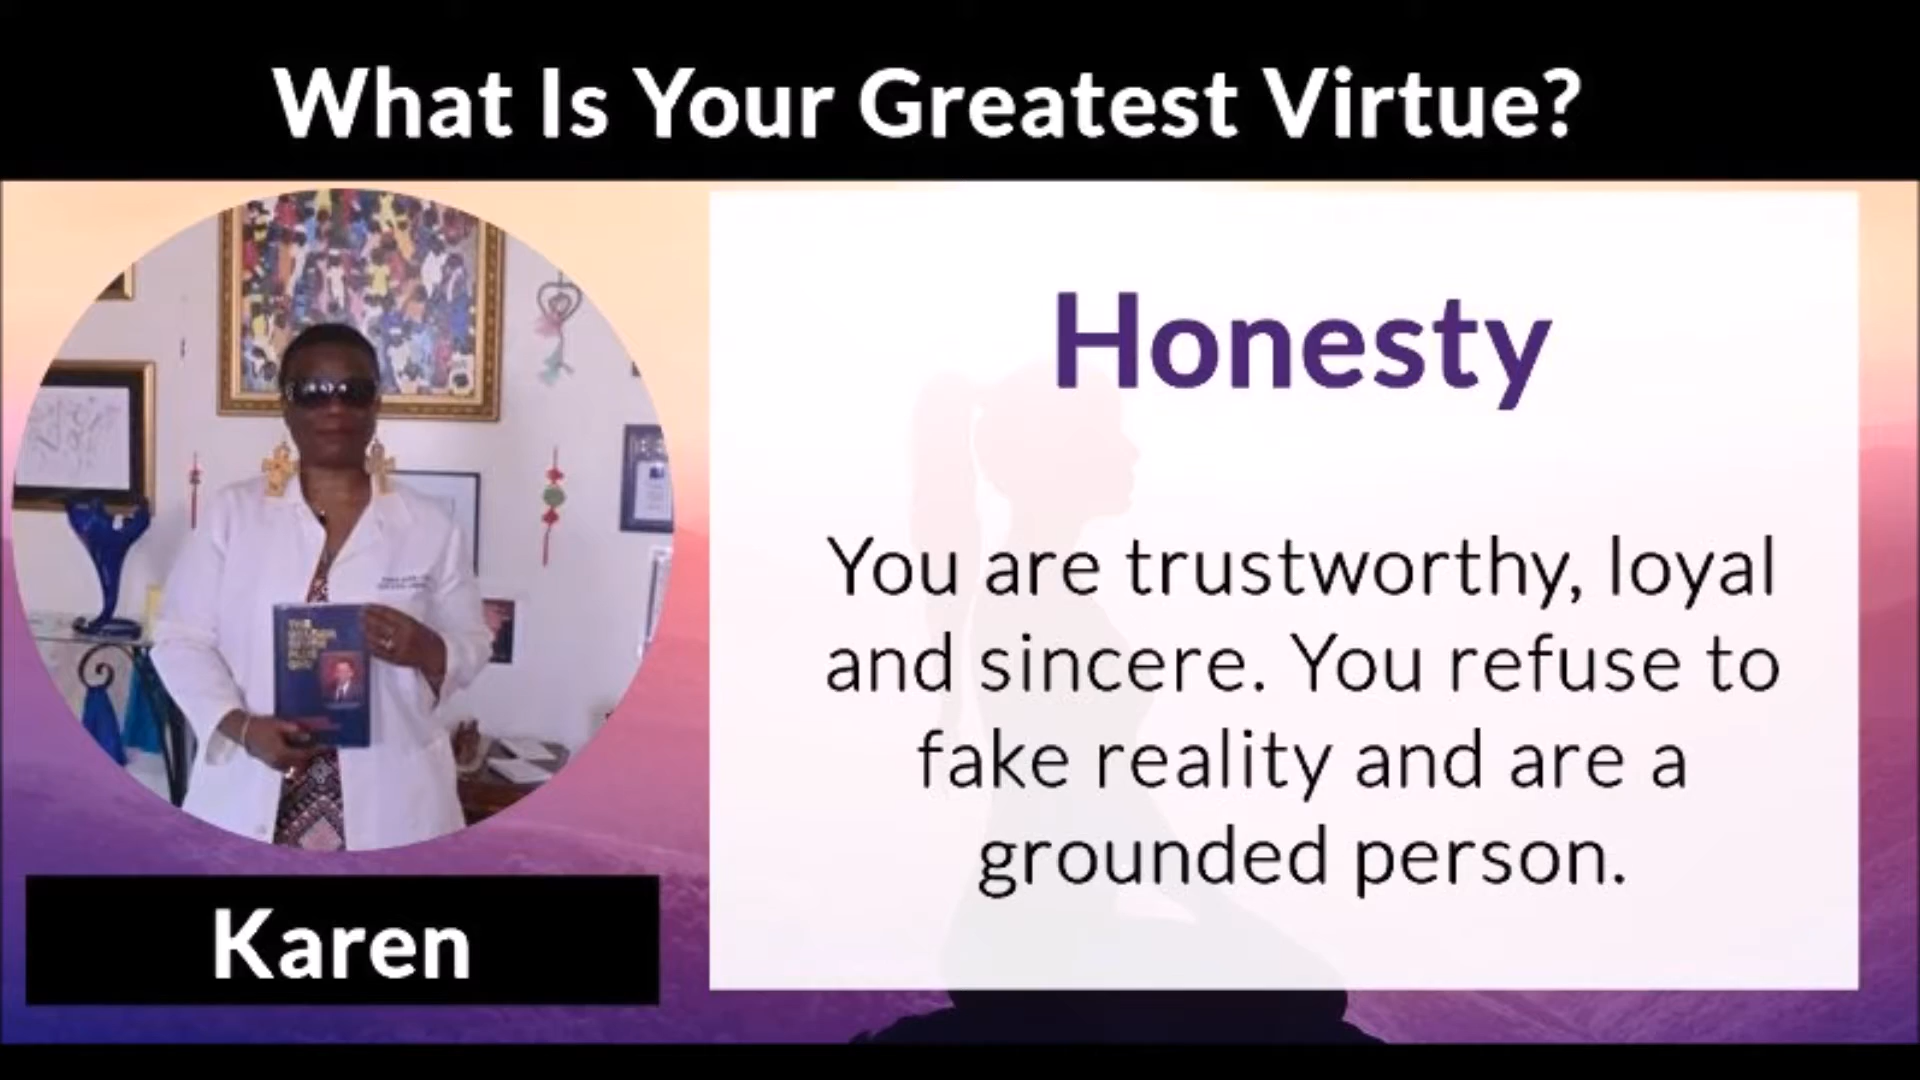 What Is Your Greatest Virtue?
Honesty
You are trustworthy, loyal
and sincere. You refuse to
fake reality and are a
grounded person.
Karen